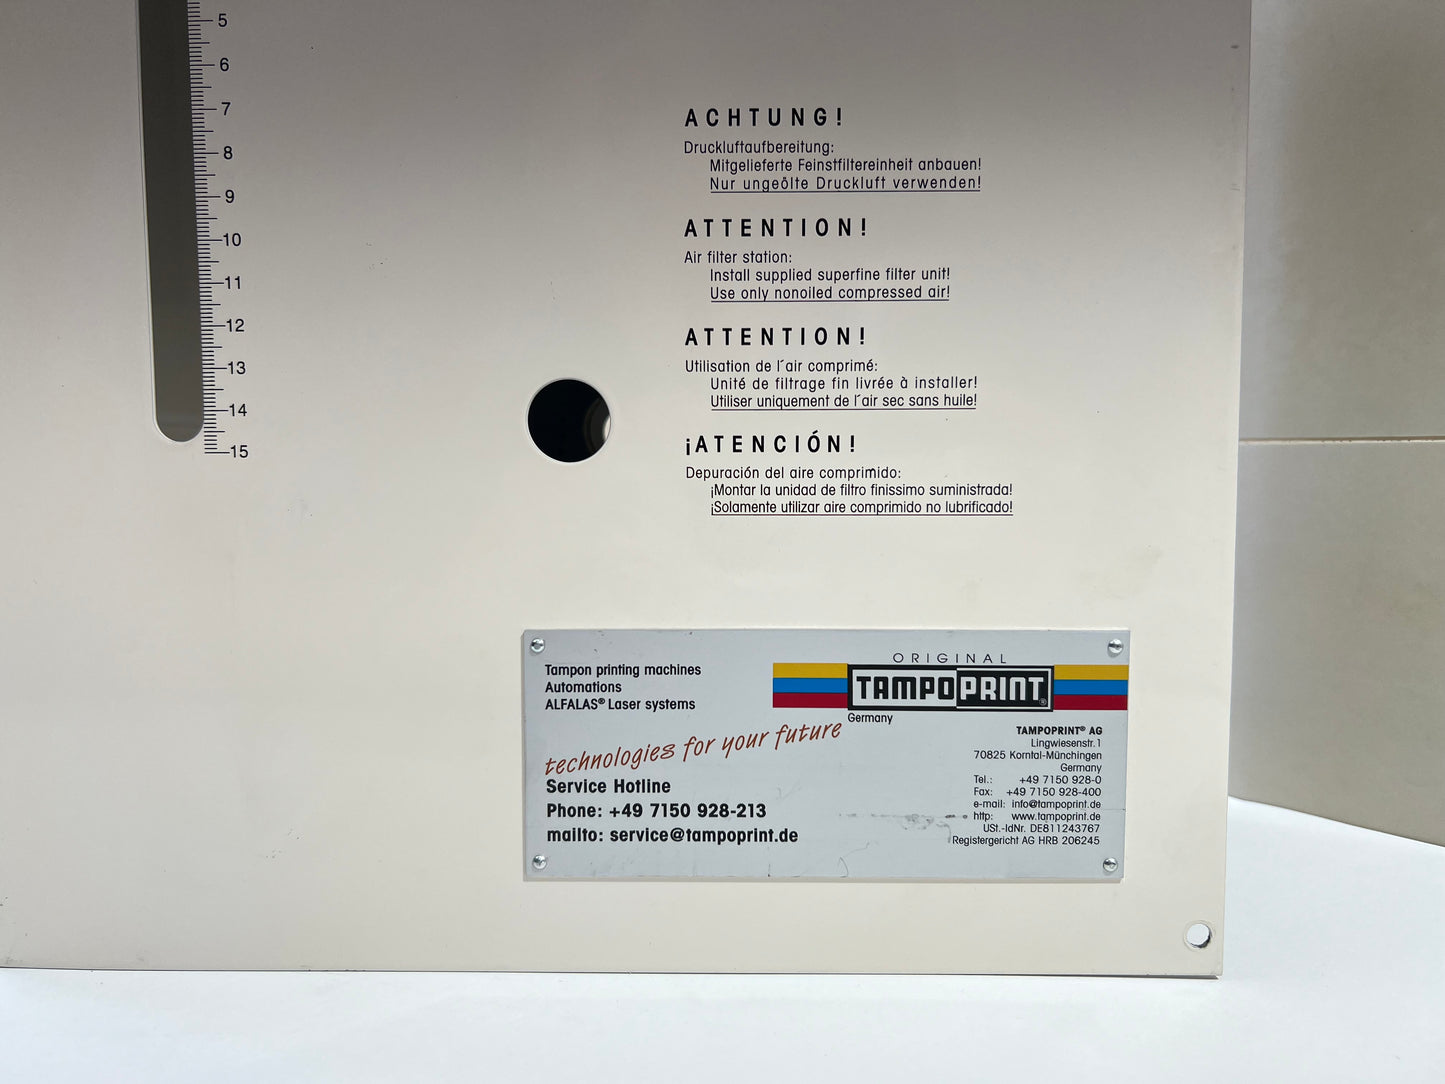 5
6
7
8
9
10
11
12
13
14
15
ACHTUNG!
Druckluftaufbereitung:
Mitgelieferte Feinstfiltereinheit anbauen!
Nur ungeölte Druckluft verwenden!
ATTENTION!
Air filter station:
Install supplied superfine filter unit!
Use only nonoiled compressed air!
ATTENTION!
Utilisation de l´air comprimé:
Unité de filtrage fin livrée à installer!
Utiliser uniquement de l´air sec sans huile!
¡ATENCIÓN!
Depuración del aire comprimido:
¡Montar la unidad de filtro finissimo suministrada!
¡Solamente utilizar aire comprimido no lubrificado!
Tampon printing machines
Automations
ALFALAS® Laser systems
technologies for your future
Service Hotline
Phone: +49 7150 928-213
mailto: service@tampoprint.de
ORIGINAL
TAMPOPRINT®
Germany
TAMPOPRINT® AG
Lingwiesenstr. 1
70825 Korntal-Münchingen
Germany
Tel.: +49 7150 928-0
Fax: +49 7150 928-400
e-mail: info@tampoprint.de
http: www.tampoprint.de
USt.-IdNr. DE811243767
Registergericht AG HRB 206245